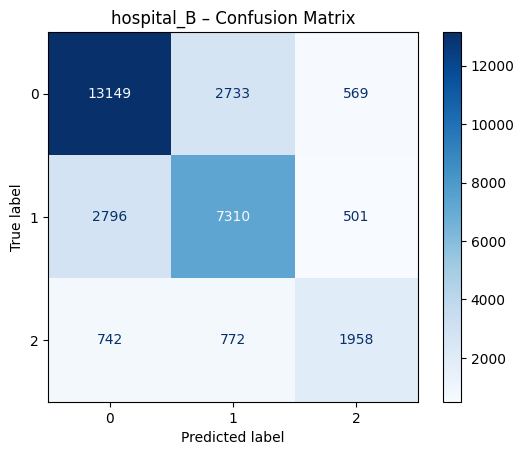 hospital_B – Confusion Matrix
True label
0
13149 2733 569
1
2796 7310 501
2
742 772 1958
0 1 2
Predicted label
12000
10000
8000
6000
4000
2000